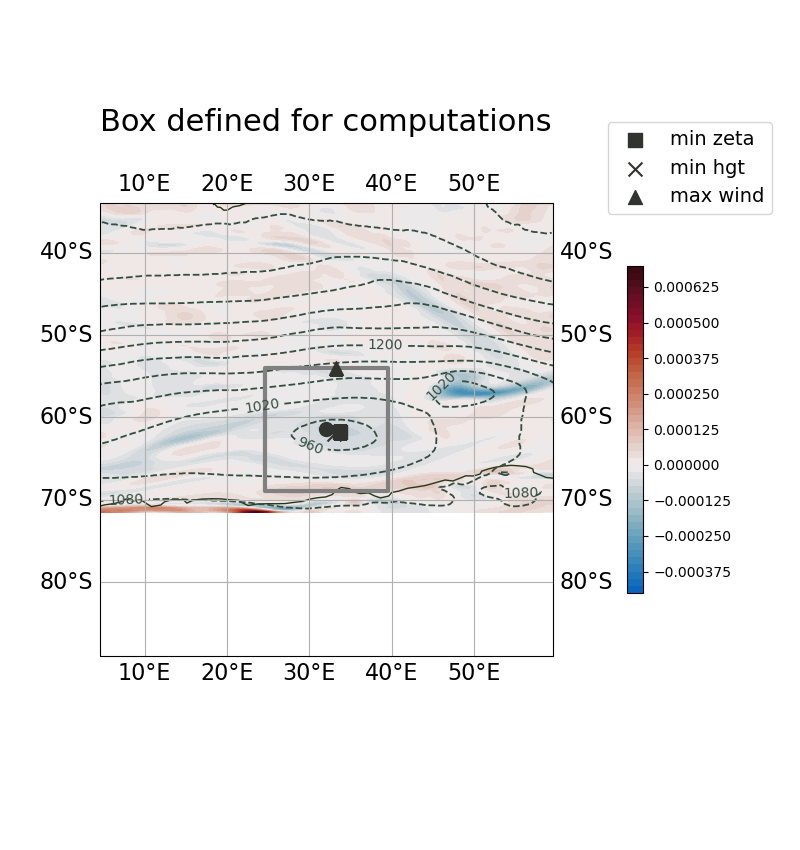 Box defined for computations
min zeta
min hgt
max wind
10°E 20°E 30°E 40°E 50°E
40°S 40°S
0.000625
0.000500
50°S 50°S
1200
0.000375
1020
0.000250
1020
60°S 60°S
0.000125
960
0.000000
1080
70°S 70°S
1080
−0.000125
−0.000250
80°S 80°S
−0.000375
10°E 20°E 30°E 40°E 50°E